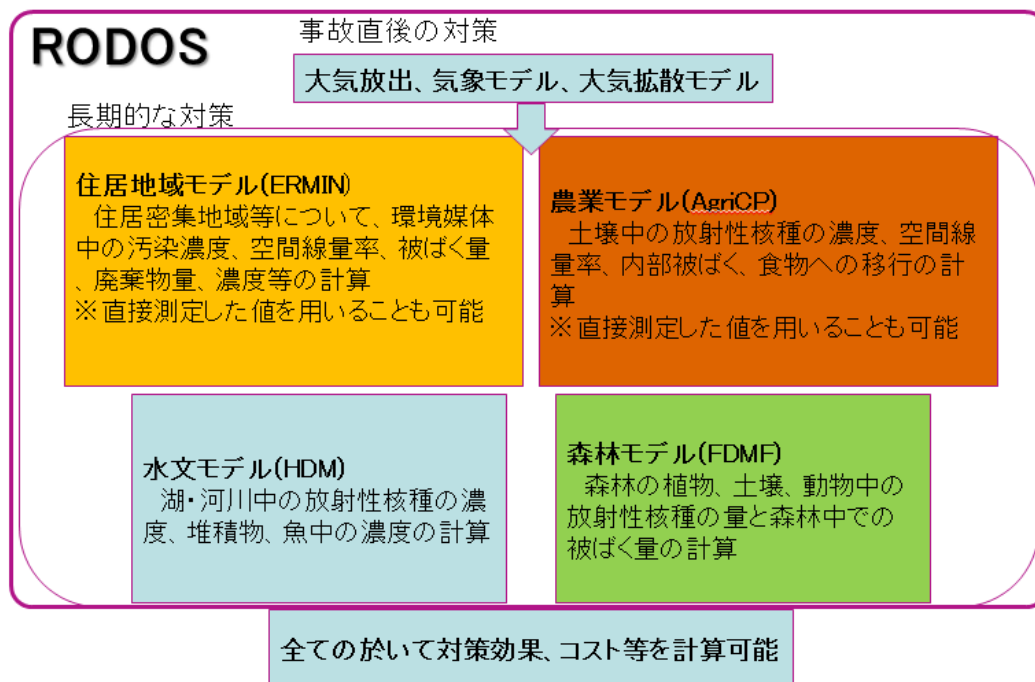 RODOS
事故直後の対策
大気放出、気象モデル、大気拡散モデル
長期的な対策
住居地域モデル(ERMIN)
住居密集地域等について、環境媒体
中の汚染濃度、空間線量率、被ばく量
、廃棄物量、濃度等の計算
※直接測定した値を用いることも可能
農業モデル(AgriCP)
土壌中の放射性核種の濃度、空間線
量率、内部被ばく、食物への移行の計
算
※直接測定した値を用いることも可能
水文モデル(HDM)
湖・河川中の放射性核種の濃
度、堆積物、魚中の濃度の計算
森林モデル(FDMF)
森林の植物、土壌、動物中の
放射性核種の量と森林中での
被ばく量の計算
全ての於いて対策効果、コスト等を計算可能